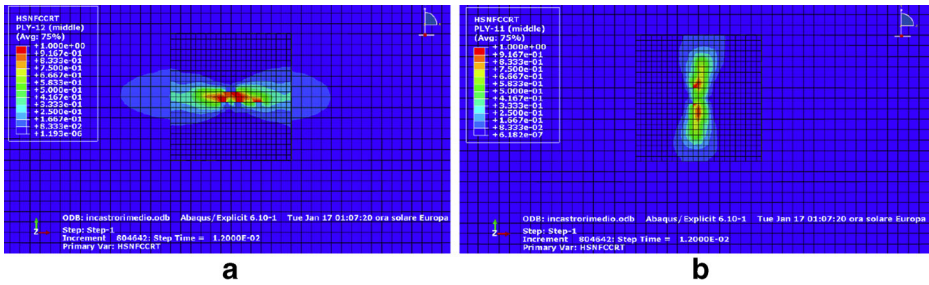 HSNFCCRT
PLY-12 (middle)
(Avg: 75%)
+1.000e+00
+9.167e-01
+8.333e-01
+7.500e-01
+6.667e-01
+5.833e-01
+5.000e-01
+4.167e-01
+3.333e-01
+2.500e-01
+1.667e-01
+8.333e-02
+1.193e-06
Z
ODB: incastrorimedio.odb Abaqus/Explicit 6.10-1 Tue Jan 17 01:07:20 ora solare Europa
Step: Step-1
Increment 804642: Step Time = 1.2000E-02
Primary Var: HSNFCCRT
a
HSNFCCRT
PLY-11 (middle)
(Avg: 75%)
+1.000e+00
+9.167e-01
+8.333e-01
+7.500e-01
+6.667e-01
+5.833e-01
+5.000e-01
+4.167e-01
+3.333e-01
+2.500e-01
+1.667e-01
+8.333e-02
+6.182e-07
Z
ODB: incastrorimedio.odb Abaqus/Explicit 6.10-1 Tue Jan 17 01:07:20 ora solare Europa
Step: Step-1
Increment 804642: Step Time = 1.2000E-02
Primary Var: HSNFCCRT
b